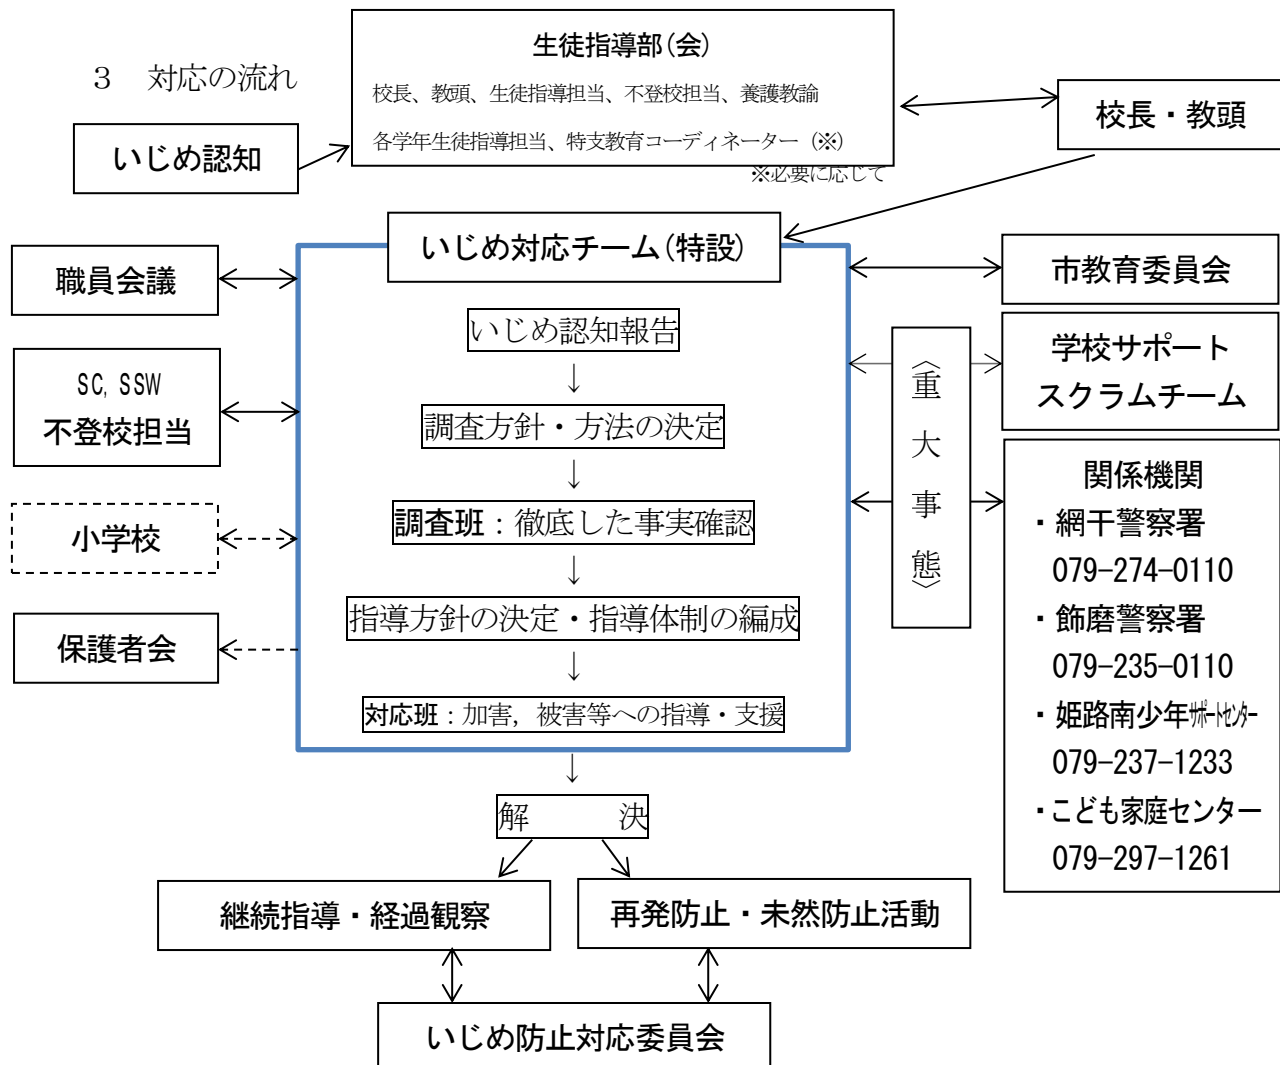 ３　対応の流れ
生徒指導部（会）
校長、教頭、生徒指導担当、不登校担当、養護教諭
各学年生徒指導担当、特支教育コーディネーター（※）
※必要に応じて
校長・教頭
いじめ認知
いじめ対応チーム（特設）
いじめ認知報告
↓
調査方針・方法の決定
↓
調査班：徹底した事実確認
↓
指導方針の決定・指導体制の編成
↓
対応班：加害，被害等への指導・支援
↓
解　　　決
職員会議
SC，SSW
不登校担当
小学校
保護者会
市教育委員会
学校サポート
スクラムチーム
〈重大事態〉
関係機関
・網干警察署
079−274−0110
・飾磨警察署
079−235−0110
・姫路南少年ｻﾎﾟｰﾄｾﾝﾀｰ
079−237−1233
・こども家庭センター
079−297−1261
継続指導・経過観察
再発防止・未然防止活動
いじめ防止対応委員会